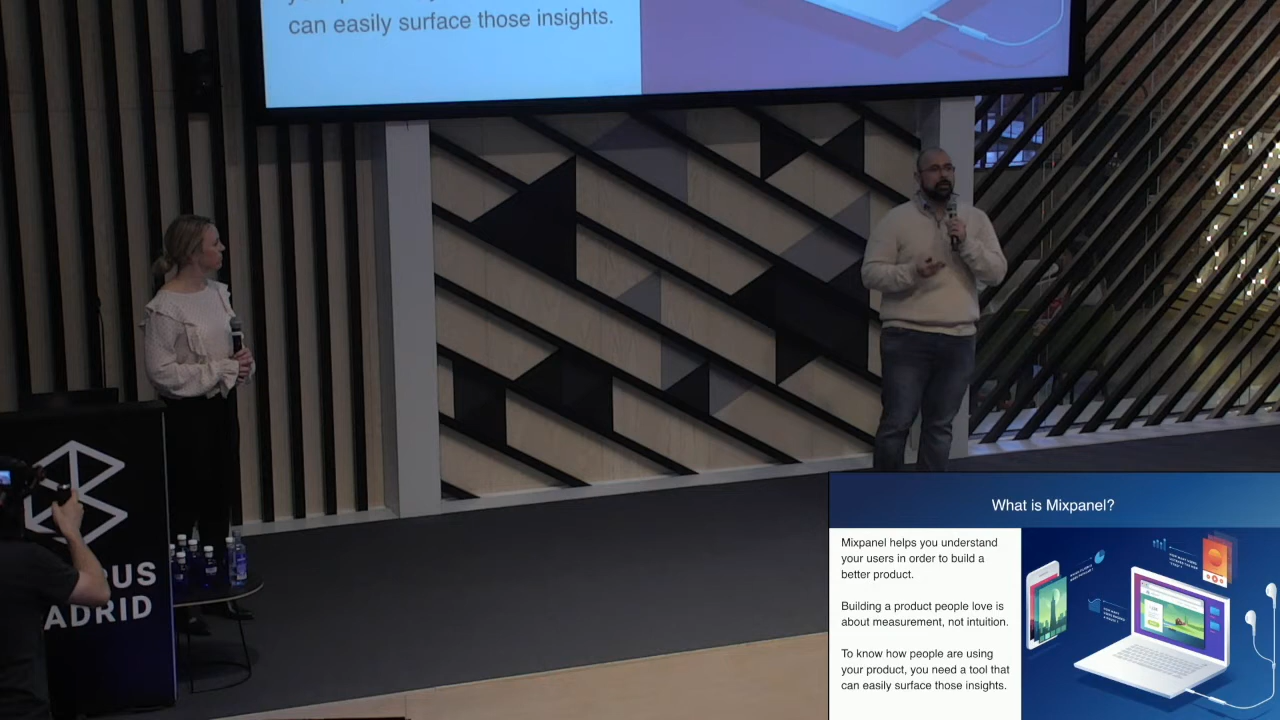 can easily surface those insights.
PUS
ADRID
What is Mixpanel?
Mixpanel helps you understand
your users in order to build a
better product.
Building a product people love is
about measurement, not intuition.
To know how people are using
your product, you need a tool that
can easily surface those insights.